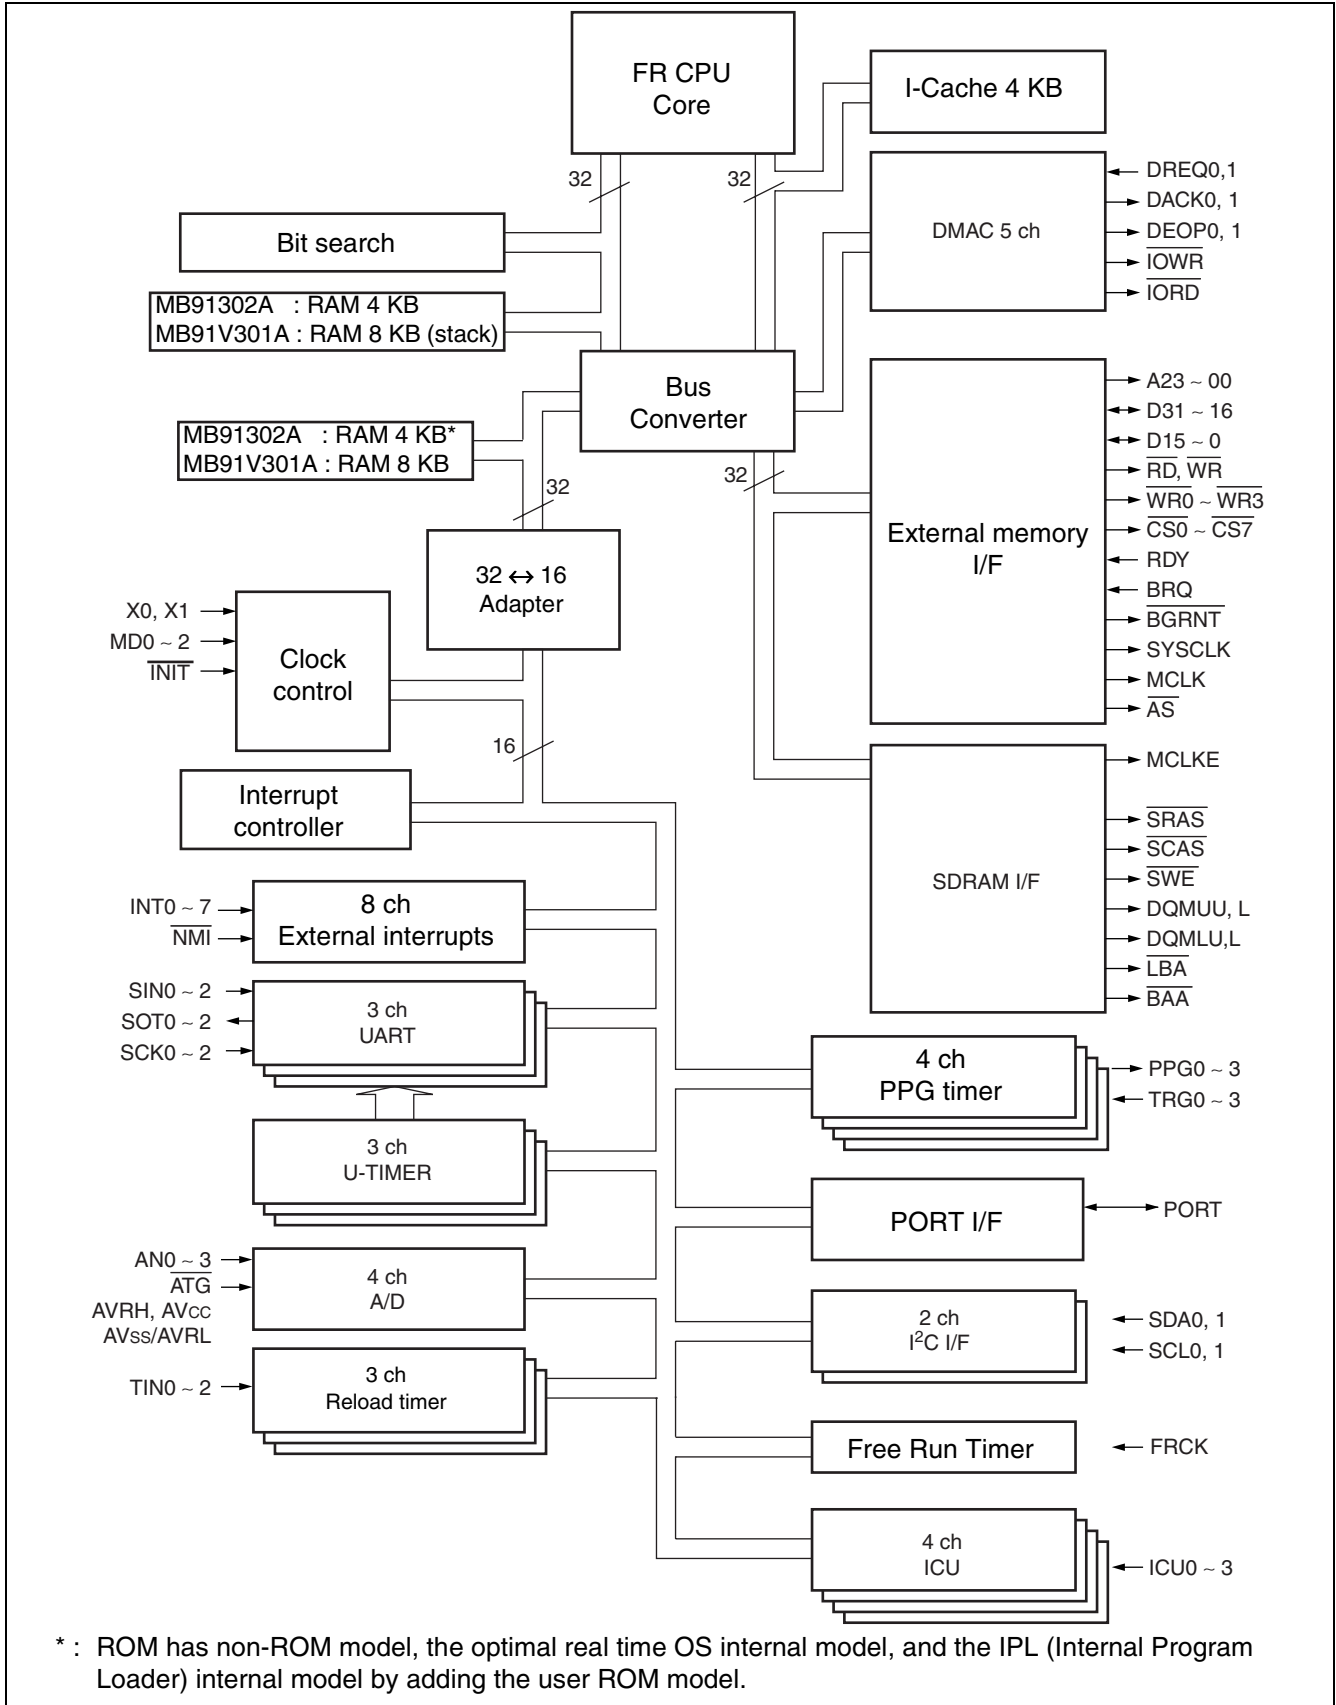 FR CPU
Core
I-Cache 4 KB
32
32
DREQ0,1
DACK0, 1
DEOP0, 1
IOWR
IORD
DMAC 5 ch
Bit search
MB91302A : RAM 4 KB
MB91V301A : RAM 8 KB (stack)
Bus
Converter
MB91302A : RAM 4 KB*
MB91V301A : RAM 8 KB
32
32
External memory
I/F
A23 ~ 00
D31 ~ 16
D15 ~ 0
RD, WR
WR0 ~ WR3
CS0 ~ CS7
RDY
BRQ
BGRNT
SYSCLK
MCLK
AS
32 ↔ 16
Adapter
X0, X1
MD0 ~ 2
INIT
Clock
control
16
Interrupt
controller
SDRAM I/F
MCLKE
SRAS
SCAS
SWE
DQMUU, L
DQMLU,L
LBA
BAA
INT0 ~ 7
NMI
8 ch
External interrupts
SIN0 ~ 2
SOT0 ~ 2
SCK0 ~ 2
3 ch
UART
4 ch
PPG timer
PPG0 ~ 3
TRG0 ~ 3
3 ch
U-TIMER
PORT I/F
PORT
AN0 ~ 3
ATG
AVRH, AVCC
AVSS/AVRL
4 ch
A/D
2 ch
I2C I/F
SDA0, 1
SCL0, 1
TIN0 ~ 2
3 ch
Reload timer
Free Run Timer
FRCK
4 ch
ICU
ICU0 ~ 3
* : ROM has non-ROM model, the optimal real time OS internal model, and the IPL (Internal Program
Loader) internal model by adding the user ROM model.